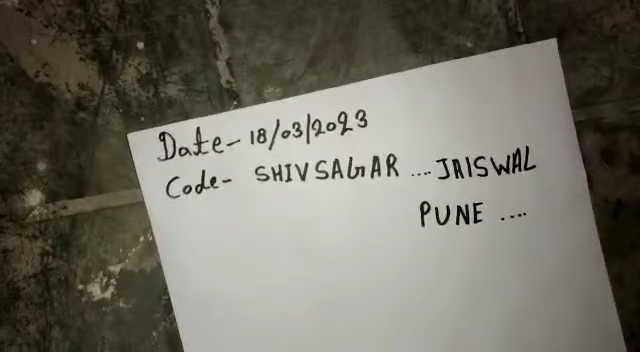 Date- 18/03/2023
Code- SHIVSAGAR ....JAISWAL
PUNE ....